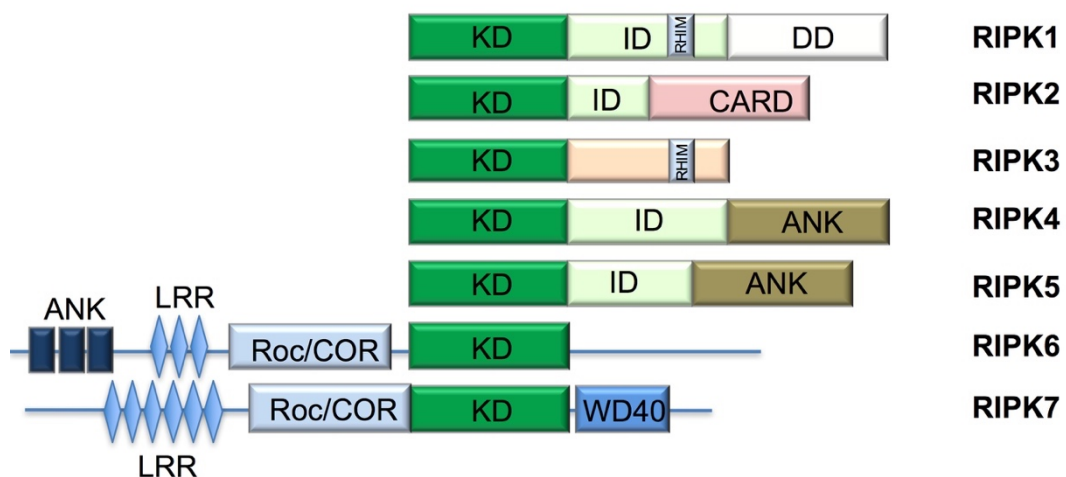 KD ID RHIM DD RIPK1
KD ID CARD RIPK2
KD RHIM RIPK3
KD ID ANK RIPK4
KD ID ANK RIPK5
ANK LRR
Roc/COR KD RIPK6
Roc/COR KD WD40 RIPK7
LRR